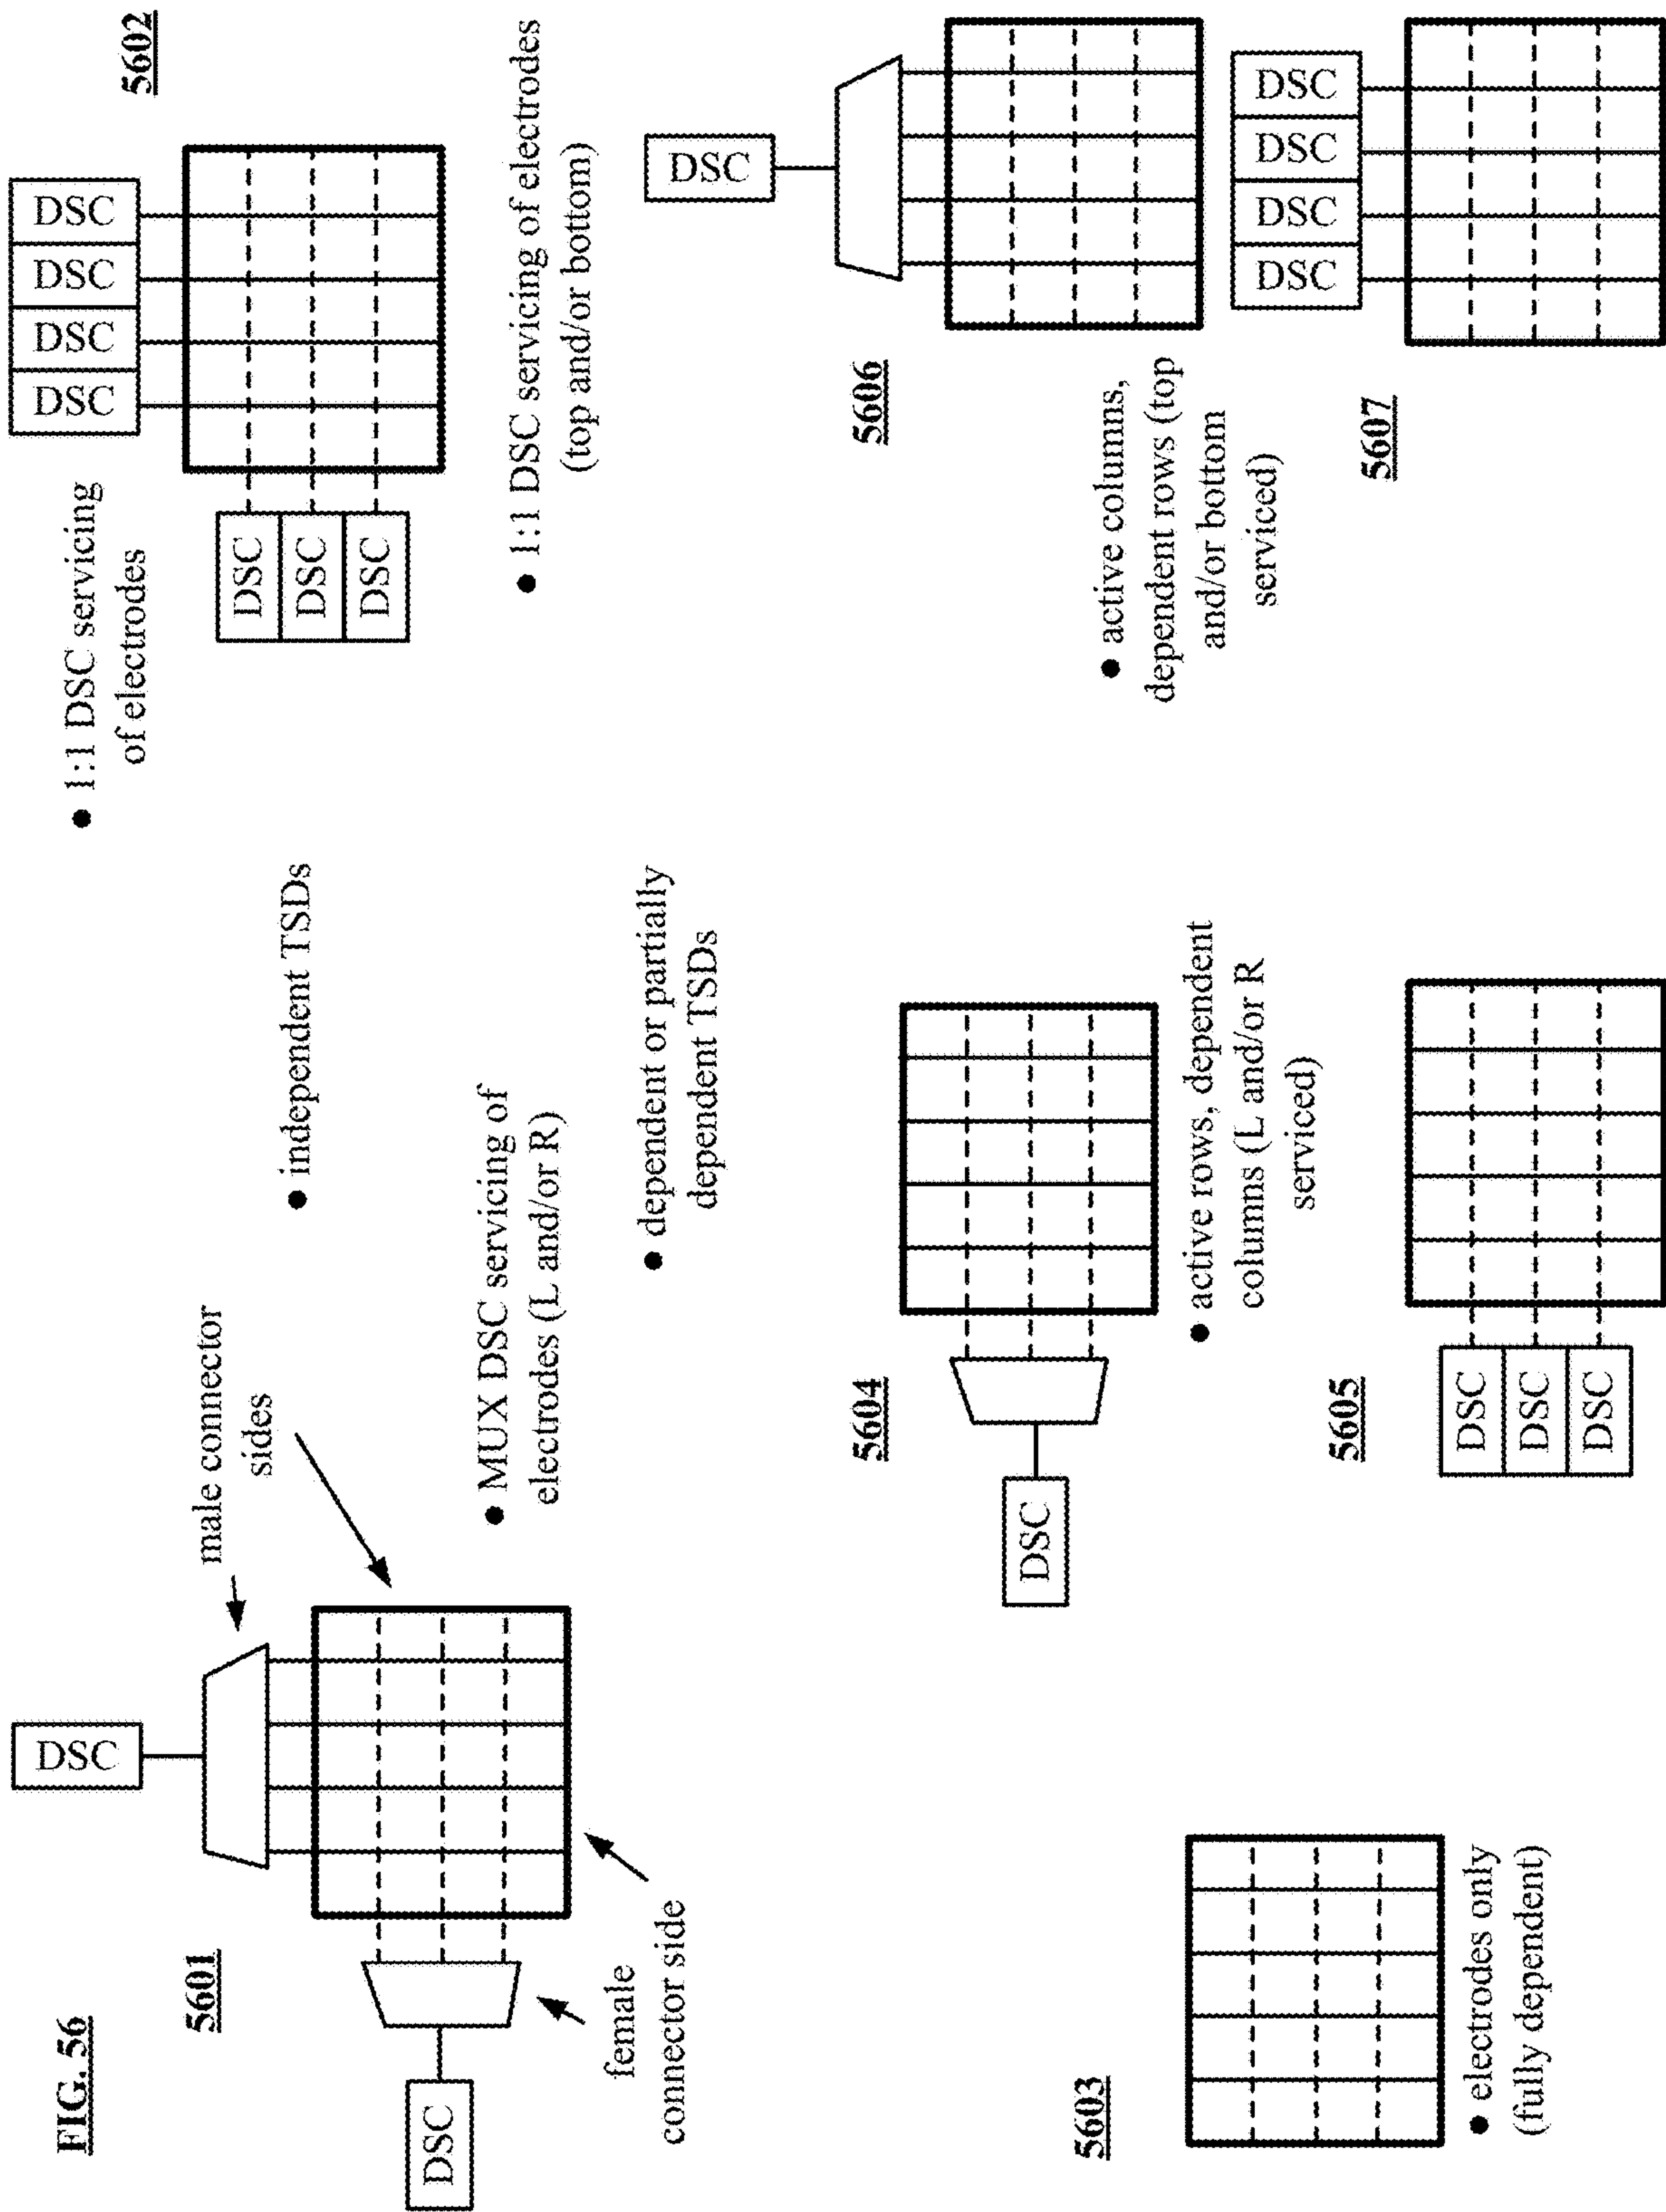 FIG. 56
5601
DSC
DSC
male connector
sides
female
connector side
● MUX DSC servicing of
electrodes (L and/or R)
● independent TSDs
● dependent or partially
dependent TSDs
● 1:1 DSC servicing
of electrodes
5602
DSC
DSC
DSC
DSC
DSC
DSC
DSC
● 1:1 DSC servicing of electrodes
(top and/or bottom)
5603
● electrodes only
(fully dependent)
5604
DSC
● active rows, dependent
columns (L and/or R
serviced)
5605
DSC
DSC
DSC
5606
DSC
● active columns,
dependent rows (top
and/or bottom
serviced)
5607
DSC
DSC
DSC
DSC